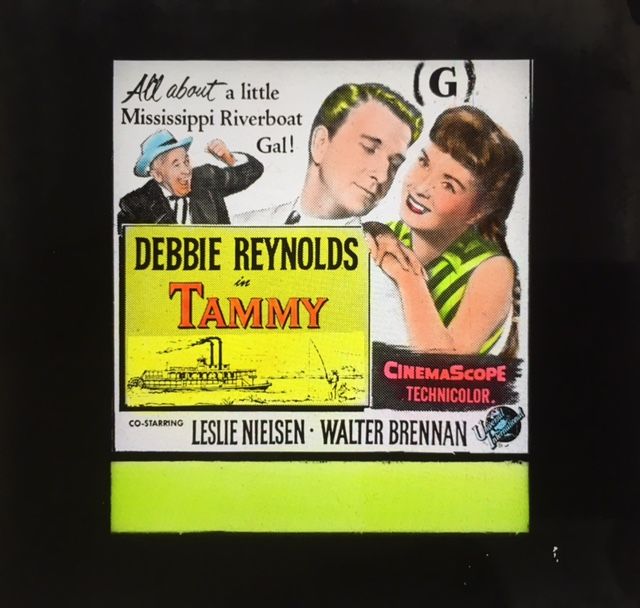 (G)
All about a little
Mississippi Riverboat
Gal!
DEBBIE REYNOLDS
in
TAMMY
CINEMASCOPE
TECHNICOLOR.
CO-STARRING LESLIE NIELSEN · WALTER BRENNAN
Universal International